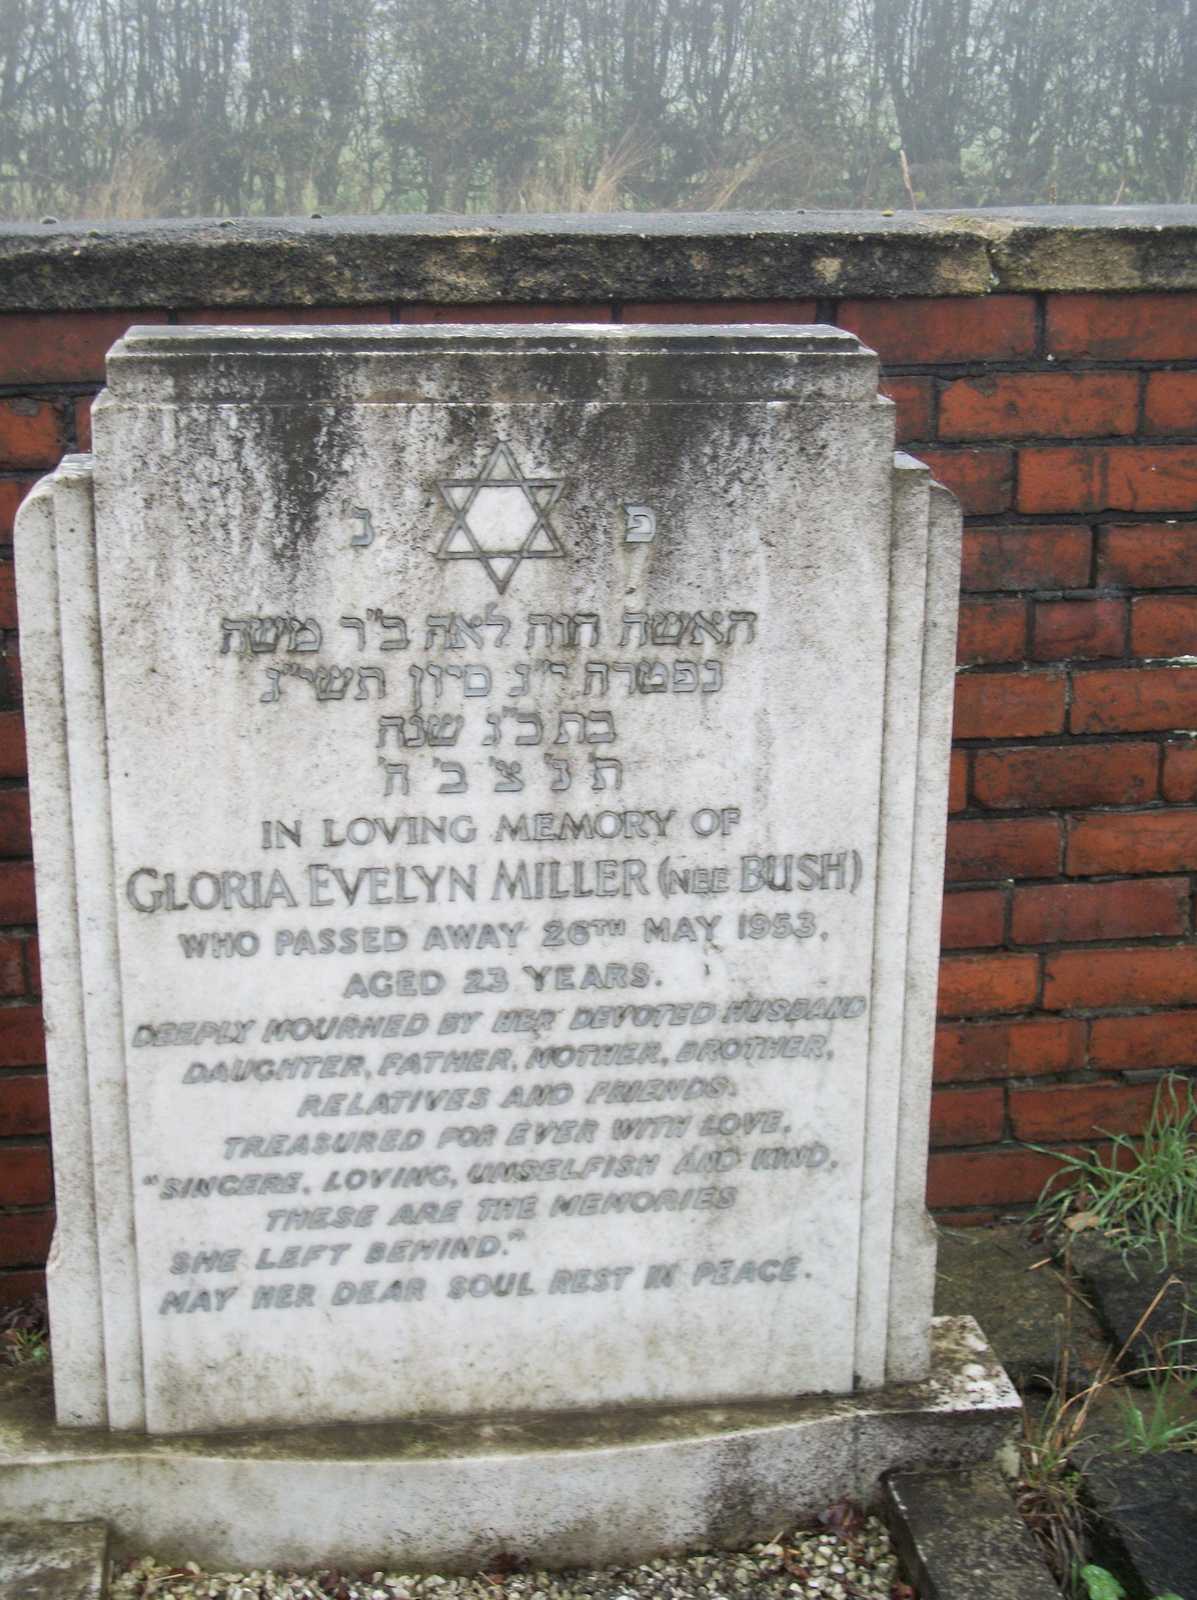 פ' נ'
האשה חוה לאה ב"ר משה
נפטרה י"ג סיון תשי"ג
בת כ"ג שנה
ת' נ' צ' ב' ה'
IN LOVING MEMORY OF
GLORIA EVELYN MILLER (NEE BUSH)
WHO PASSED AWAY 26TH MAY 1953.
AGED 23 YEARS.
DEEPLY MOURNED BY HER DEVOTED HUSBAND
DAUGHTER, FATHER, MOTHER, BROTHER,
RELATIVES AND FRIENDS.
TREASURED FOR EVER WITH LOVE.
"SINCERE, LOVING, UNSELFISH AND KIND,
THESE ARE THE MEMORIES
SHE LEFT BEHIND."
MAY HER DEAR SOUL REST IN PEACE.